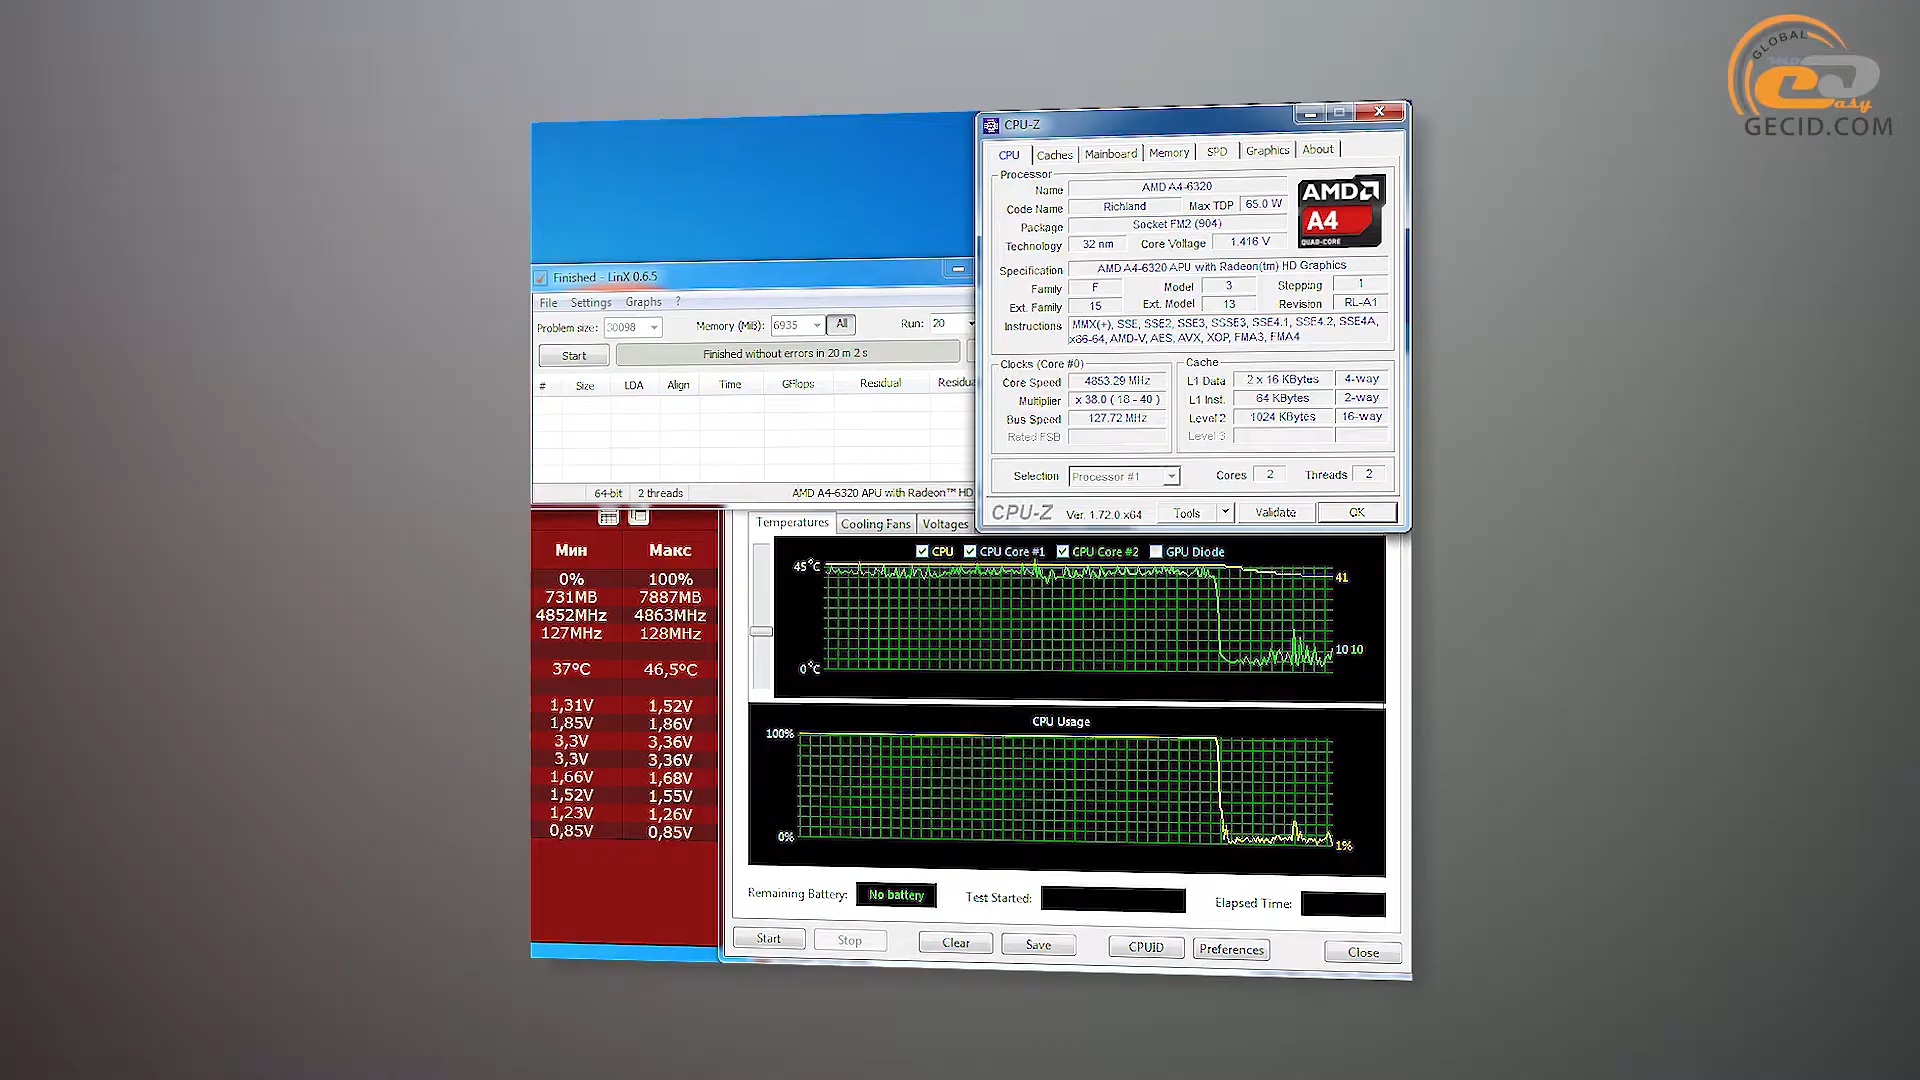 GLOBAL
easy
GECID.COM
CPU-Z
CPU Caches Mainboard Memory SPD Graphics About
Processor
Name AMD A4-6320
Code Name Richland Max TDP 65.0 W
Package Socket FM2 (904)
Technology 32 nm Core Voltage 1.416 V
AMD
A4
QUAD-CORE
Specification AMD A4-6320 APU with Radeon(tm) HD Graphics
Family F Model 3 Stepping 1
Ext. Family 15 Ext. Model 13 Revision RL-A1
Instructions MMX(+), SSE, SSE2, SSE3, SSSE3, SSE4.1, SSE4.2, SSE4A,
x86-64, AMD-V, AES, AVX, XOP, FMA3, FMA4
Clocks (Core #0)
Core Speed 4853.29 MHz
Multiplier x 38.0 ( 18 - 40 )
Bus Speed 127.72 MHz
Rated FSB
Cache
L1 Data 2 x 16 KBytes 4-way
L1 Inst. 64 KBytes 2-way
Level 2 1024 KBytes 16-way
Level 3
Selection Processor #1 Cores 2 Threads 2
CPU-Z Ver. 1.72.0.x64 Tools Validate OK
Finished - LinX 0.6.5
File Settings Graphs ?
Problem size: 30098 Memory (MiB): 6935 All Run: 20
Start Finished without errors in 20 m 2 s
# Size LDA Align Time GFlops Residual Residua
64-bit 2 threads AMD A4-6320 APU with Radeon™ HD
Мин Макс
0% 100%
731MB 7887MB
4852MHz 4863MHz
127MHz 128MHz
37°C 46,5°C
1,31V 1,52V
1,85V 1,86V
3,3V 3,36V
3,3V 3,36V
1,66V 1,68V
1,52V 1,55V
1,23V 1,26V
0,85V 0,85V
Temperatures Cooling Fans Voltages
CPU CPU Core #1 CPU Core #2 GPU Diode
45°C
41
1010
0°C
CPU Usage
100%
0%
1%
Remaining Battery: No battery Test Started: Elapsed Time:
Start Stop Clear Save CPUID Preferences Close